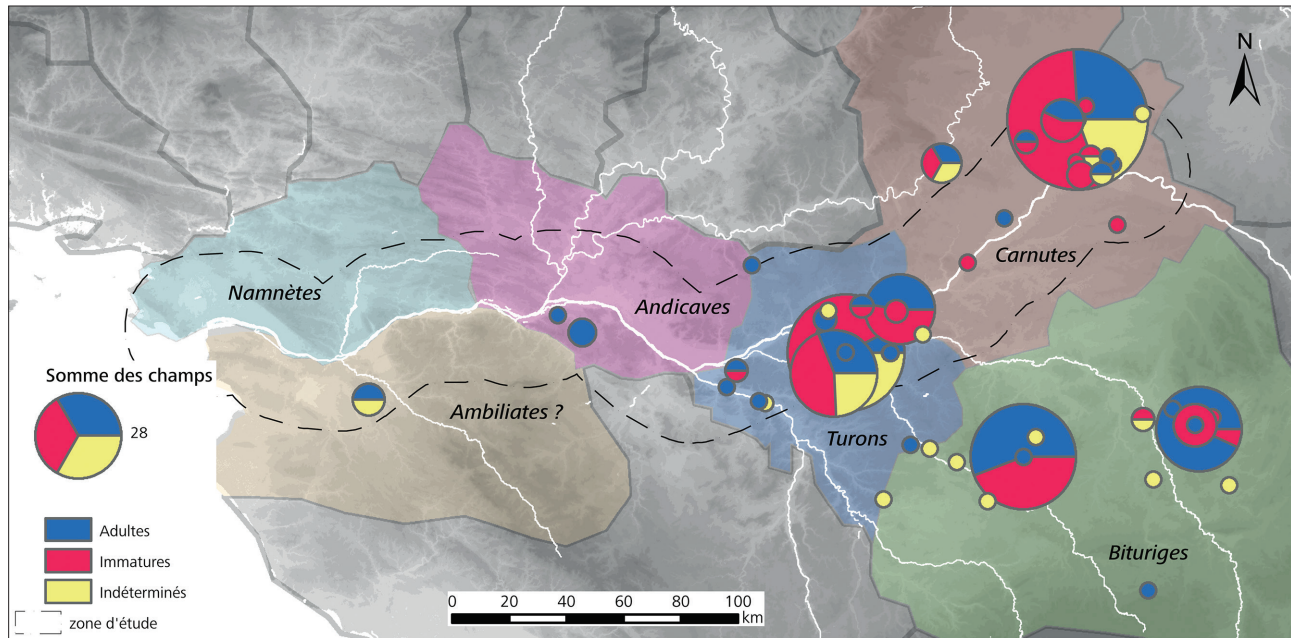 N
Namnètes
Andicaves
Carnutes
Somme des champs
28
Ambiliates ?
Turons
Bituriges
Adultes
Immatures
Indéterminés
zone d'étude
0 20 40 60 80 100
km